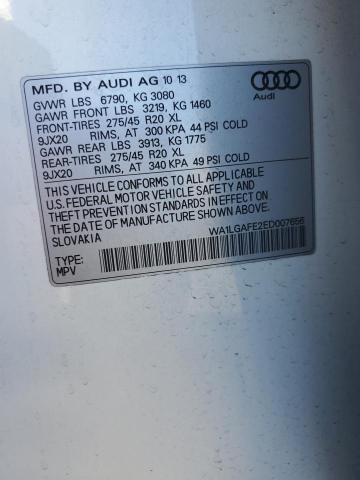 MFD. BY AUDI AG 10 13
GVWR LBS 6790, KG 3080
GAWR FRONT LBS 3219, KG 1460
FRONT-TIRES 275/45 R20 XL
9JX20 RIMS, AT 300 KPA 44 PSI COLD
GAWR REAR LBS 3913, KG 1775
REAR-TIRES 275/45 R20 XL
9JX20 RIMS, AT 340 KPA 49 PSI COLD
Audi
THIS VEHICLE CONFORMS TO ALL APPLICABLE
U.S. FEDERAL MOTOR VEHICLE SAFETY AND
THEFT PREVENTION STANDARDS IN EFFECT ON
THE DATE OF MANUFACTURE SHOWN ABOVE.
SLOVAKIA
WA1LGAFE2ED007656
TYPE:
MPV